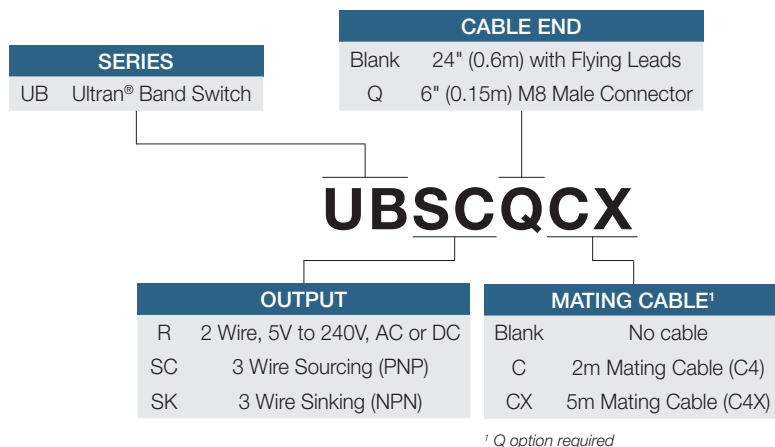 CABLE END
Blank 24" (0.6m) with Flying Leads
Q 6" (0.15m) M8 Male Connector
SERIES
UB Ultran® Band Switch
UBSCQCX
OUTPUT
R 2 Wire, 5V to 240V, AC or DC
SC 3 Wire Sourcing (PNP)
SK 3 Wire Sinking (NPN)
MATING CABLE¹
Blank No cable
C 2m Mating Cable (C4)
CX 5m Mating Cable (C4X)
¹ Q option required